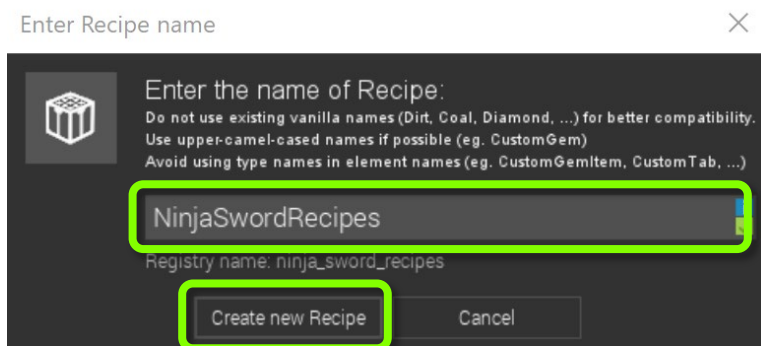 Enter Recipe name
Enter the name of Recipe:
Do not use existing vanilla names (Dirt, Coal, Diamond, ...) for better compatibility.
Use upper-camel-cased names if possible (eg. CustomGem)
Avoid using type names in element names (eg. CustomGemItem, CustomTab, ...)
NinjaSwordRecipes
Registry name: ninja_sword_recipes
Create new Recipe Cancel